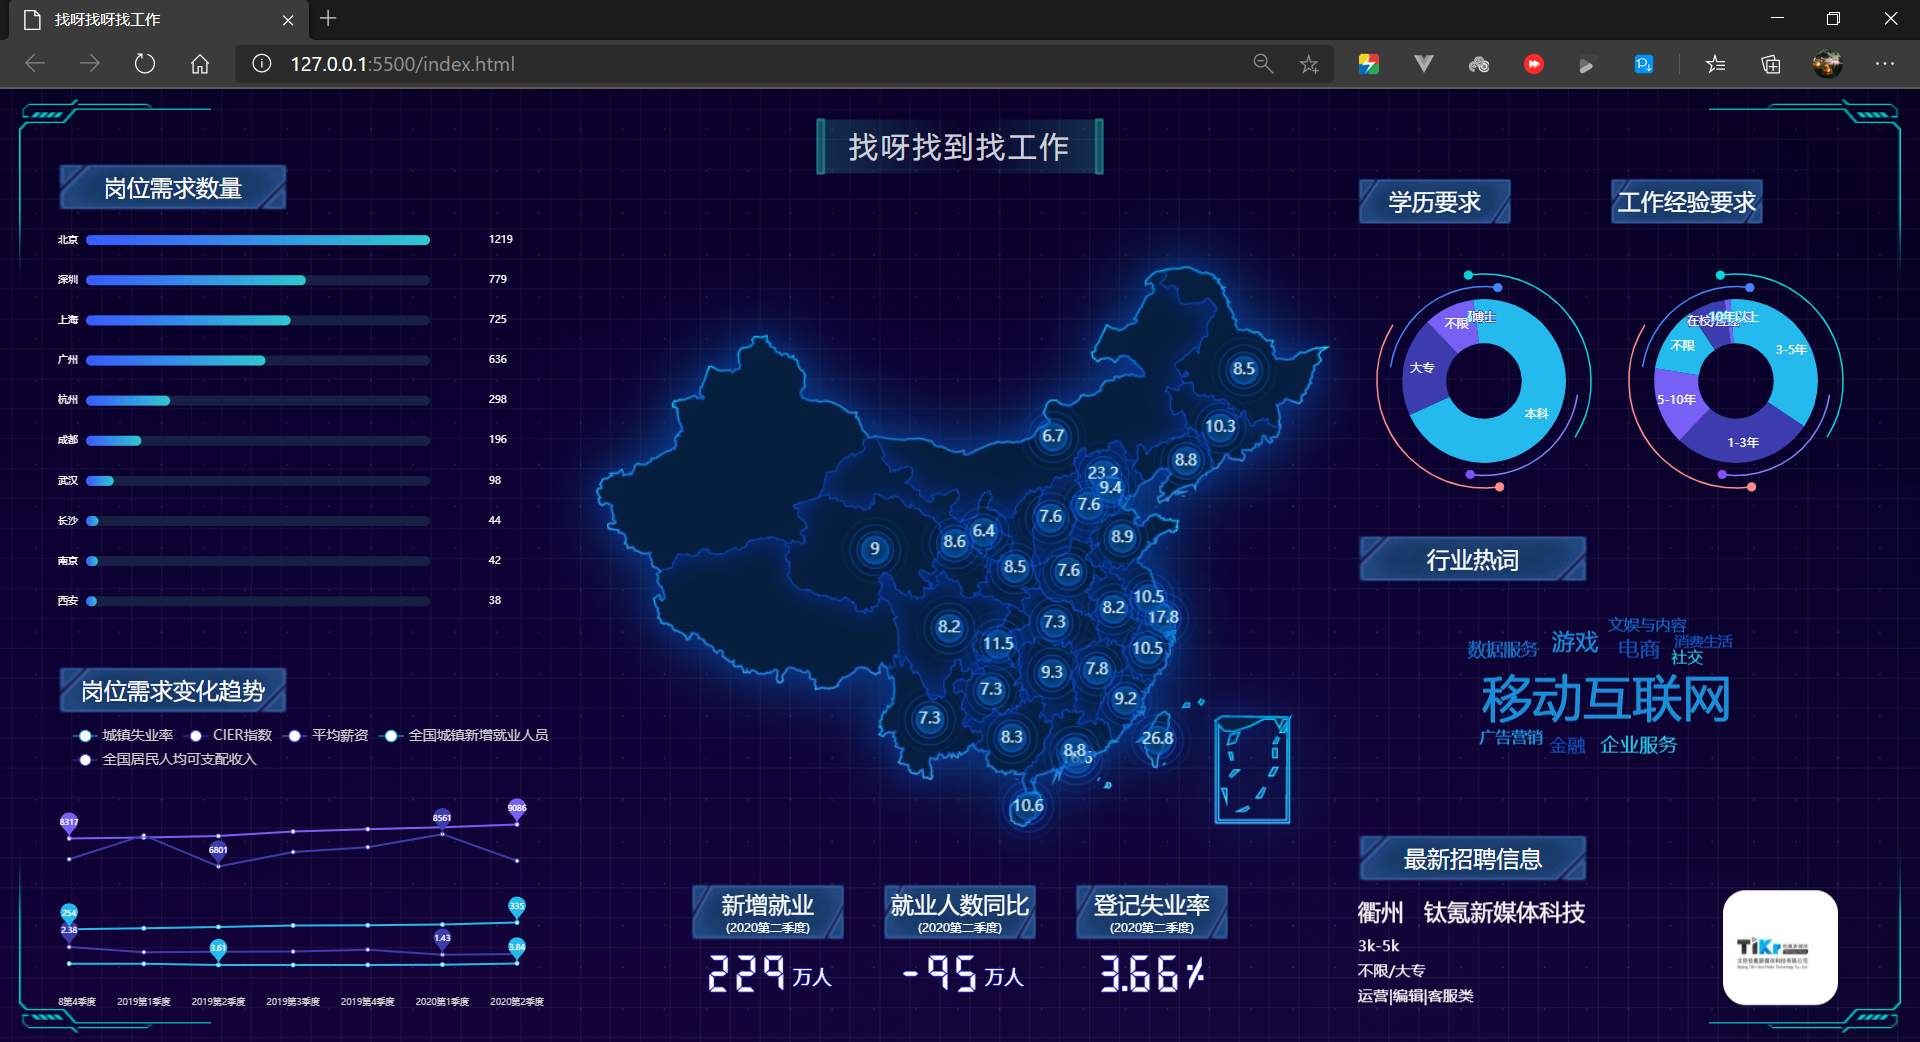 找呀找呀找工作
127.0.0.1:5500/index.html
找呀找到找工作
岗位需求数量
北京 1219
深圳 779
上海 725
广州 636
杭州 298
成都 196
武汉 98
长沙 44
南京 42
西安 38
岗位需求变化趋势
城镇失业率 CIER指数 平均薪资 全国城镇新增就业人员
全国居民人均可支配收入
8317
6801
8561
9086
254
335
2.38
3.61
1.43
3.84
8第4季度 2019第1季度 2019第2季度 2019第3季度 2019第4季度 2020第1季度 2020第2季度
8.5
10.3
6.7
8.8
23.2
9.4
7.6
7.6
6.4
8.6
9
8.9
8.5
7.6
10.5
8.2
17.8
7.3
8.2
11.5
10.5
9.3
7.8
7.3
9.2
7.3
8.3
8.8
26.8
10.6
新增就业
(2020第二季度)
229 万人
就业人数同比
(2020第二季度)
-95 万人
登记失业率
(2020第二季度)
3.66%
学历要求
不限
博士
大专
本科
工作经验要求
10年以上
不限
3-5年
5-10年
1-3年
行业热词
文娱与内容
数据服务 游戏 电商 消费生活
社交
移动互联网
广告营销 金融 企业服务
最新招聘信息
衢州 钛氪新媒体科技
3k-5k
不限/大专
运营|编辑|客服类
TiKr